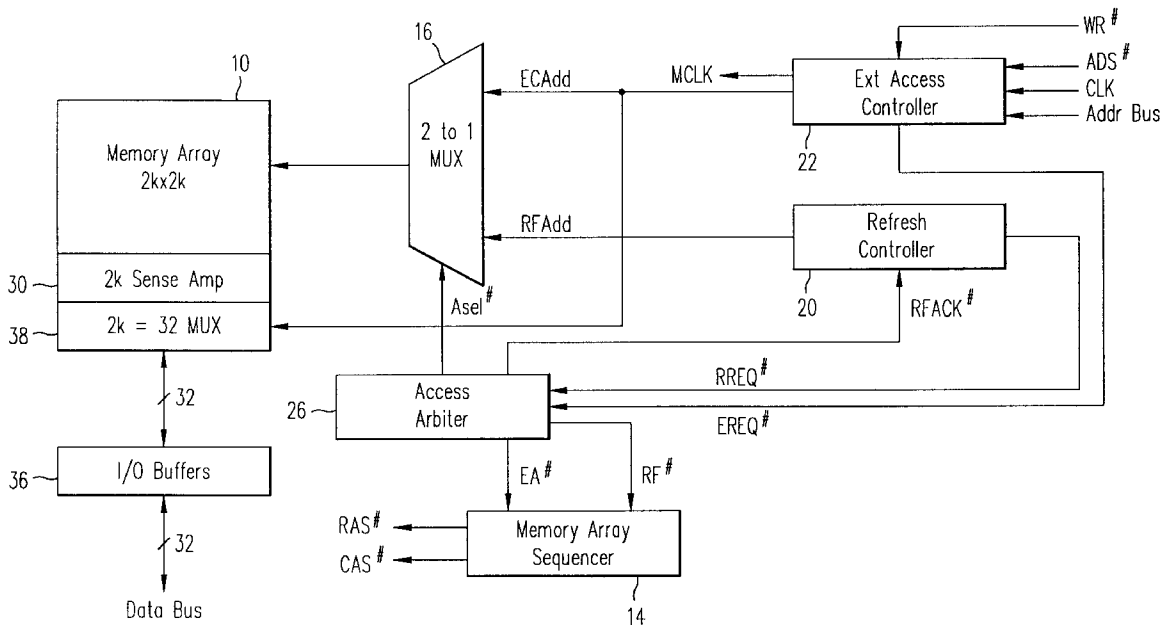 WR#
16
ADS#
10
ECAdd
MCLK
Ext Access
Controller
CLK
Addr Bus
2 to 1
MUX
22
Memory Array
2kx2k
RFAdd
Refresh
Controller
30
2k Sense Amp
Asel#
20
RFACK#
38
2k = 32 MUX
RREQ#
32
26
Access
Arbiter
EREQ#
36
I/O Buffers
EA#
RF#
RAS#
Memory Array
Sequencer
32
CAS#
Data Bus
14